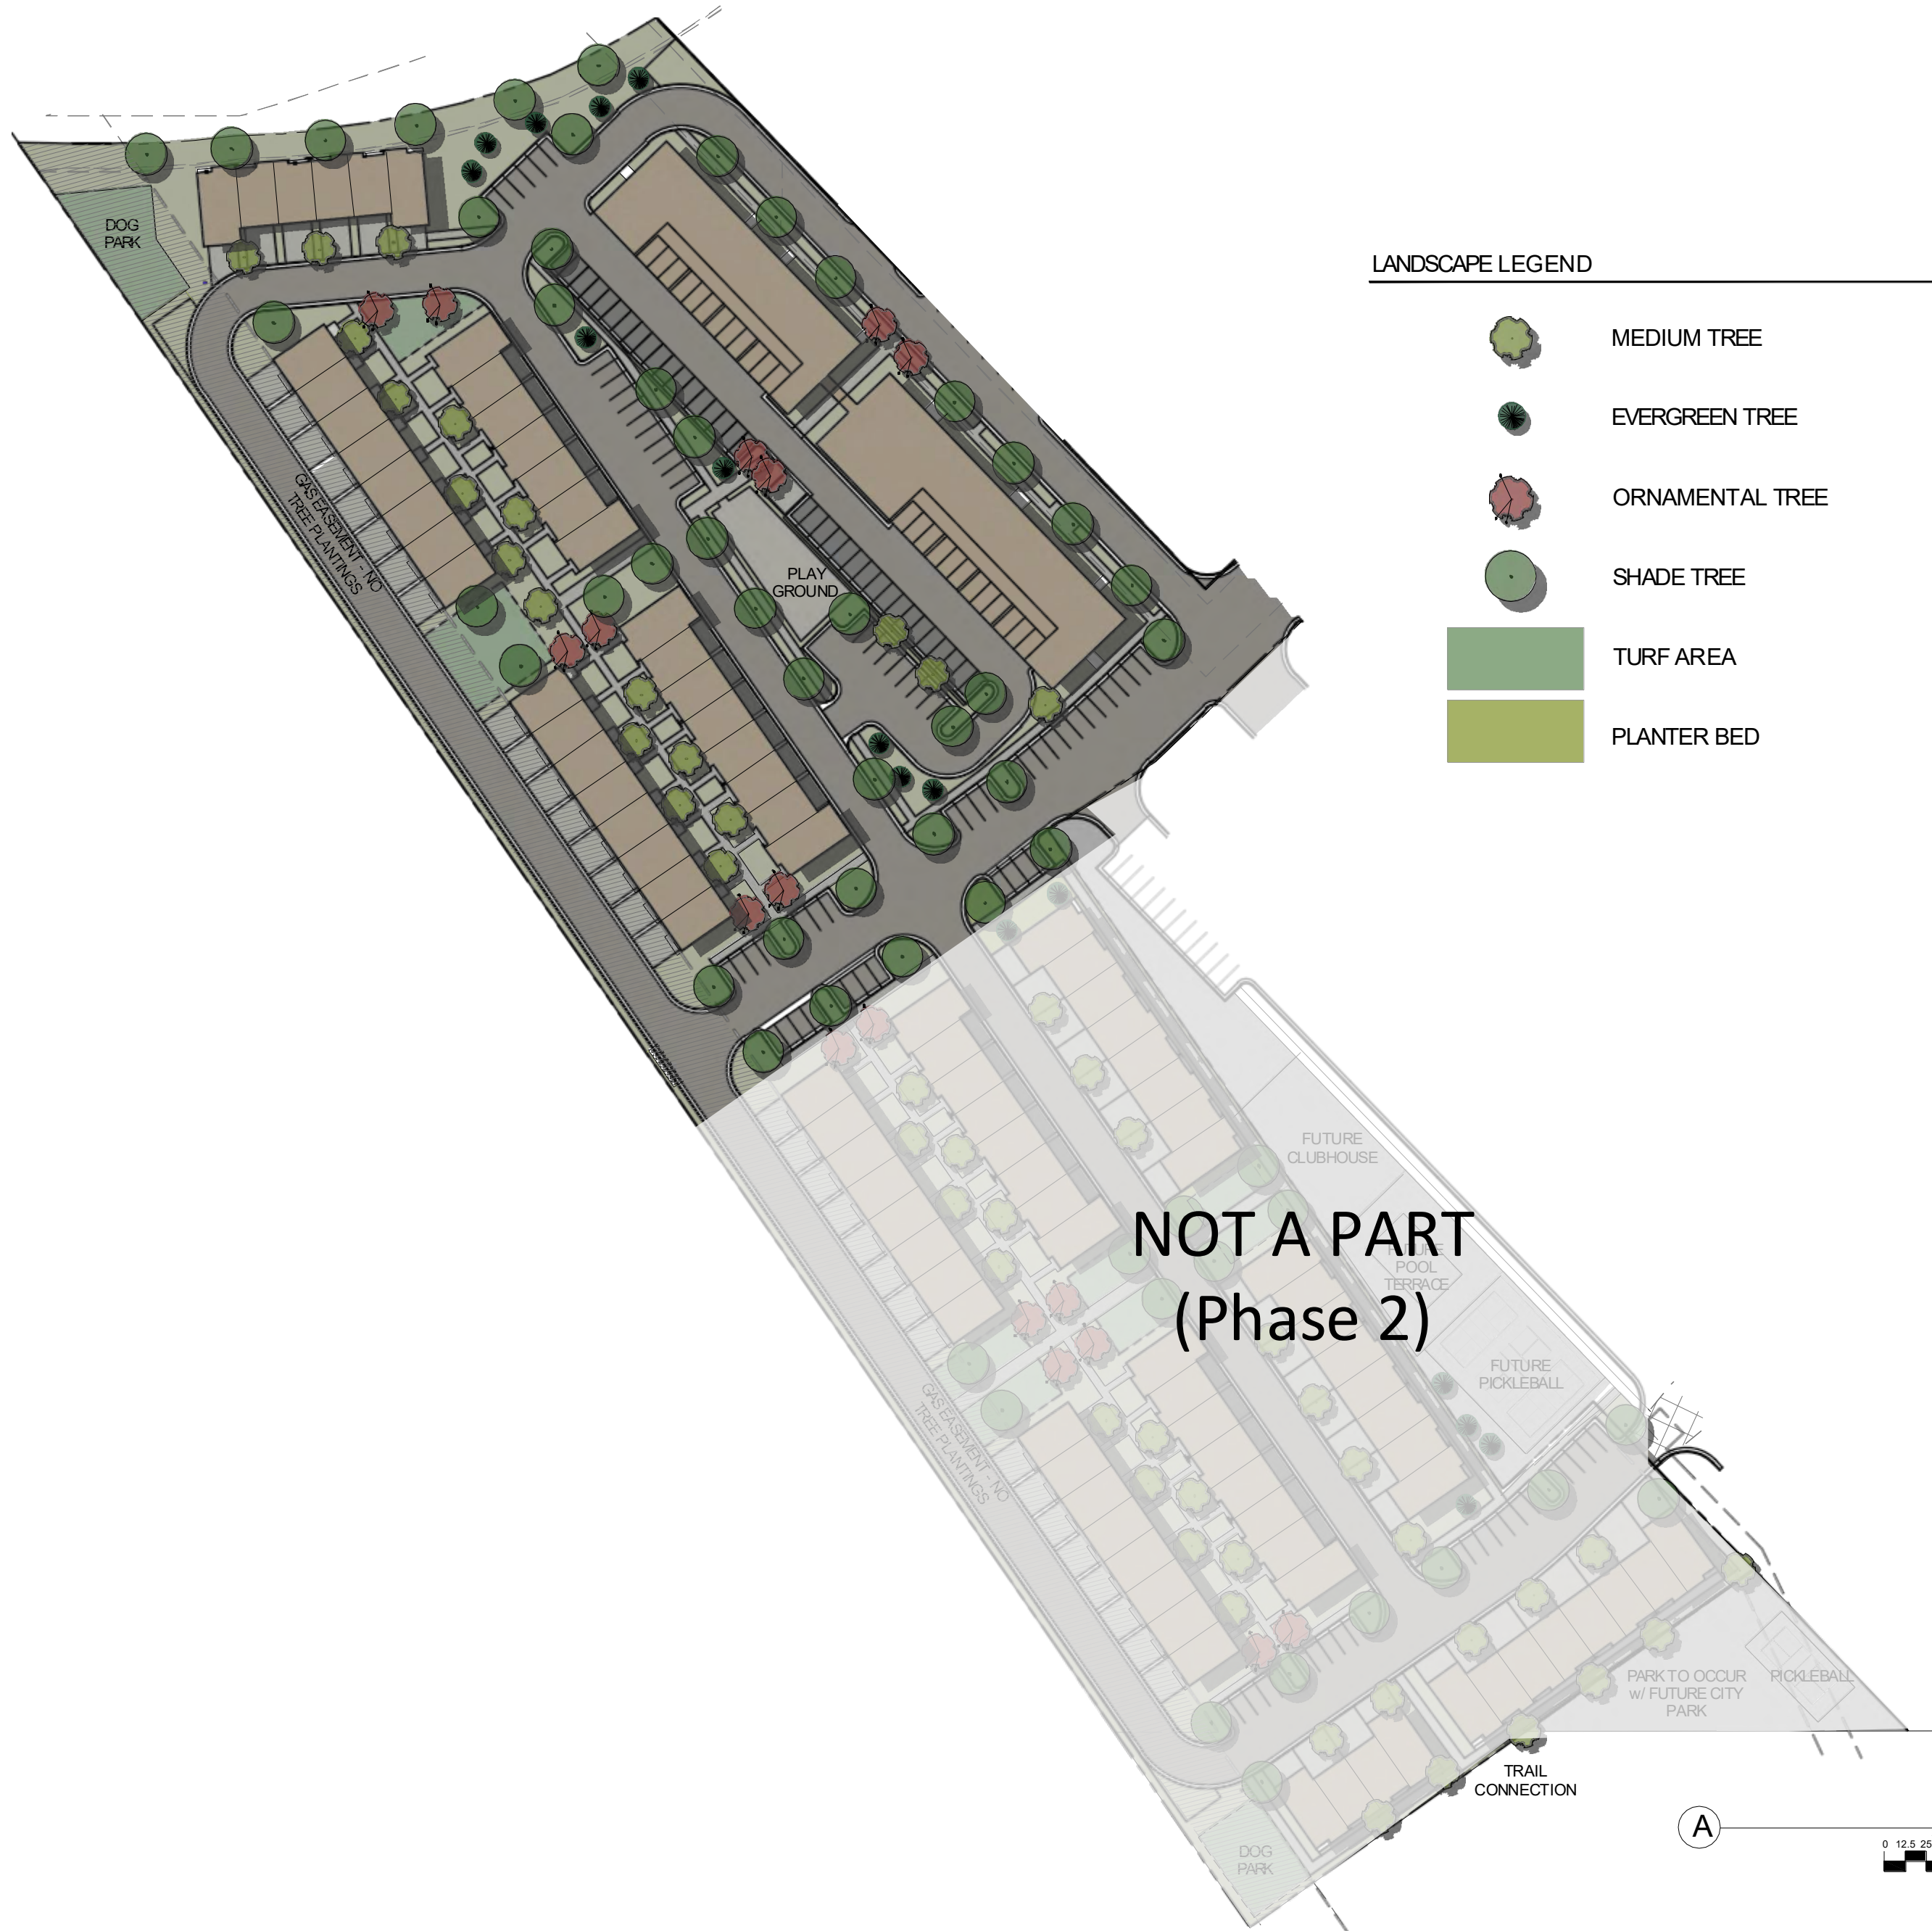 DOG
PARK
LANDSCAPE LEGEND
MEDIUM TREE
EVERGREEN TREE
ORNAMENTAL TREE
SHADE TREE
TURF AREA
PLANTER BED
GAS EASEMENT - NO
TREE PLANTINGS
PLAY
GROUND
FUTURE
CLUBHOUSE
NOT A PART
(Phase 2)
FUTURE
POOL
TERRACE
FUTURE
PICKLEBALL
GAS EASEMENT - NO
TREE PLANTINGS
PARK TO OCCUR
w/ FUTURE CITY
PARK
PICKLEBALL
TRAIL
CONNECTION
DOG
PARK
A
0 12.5 25